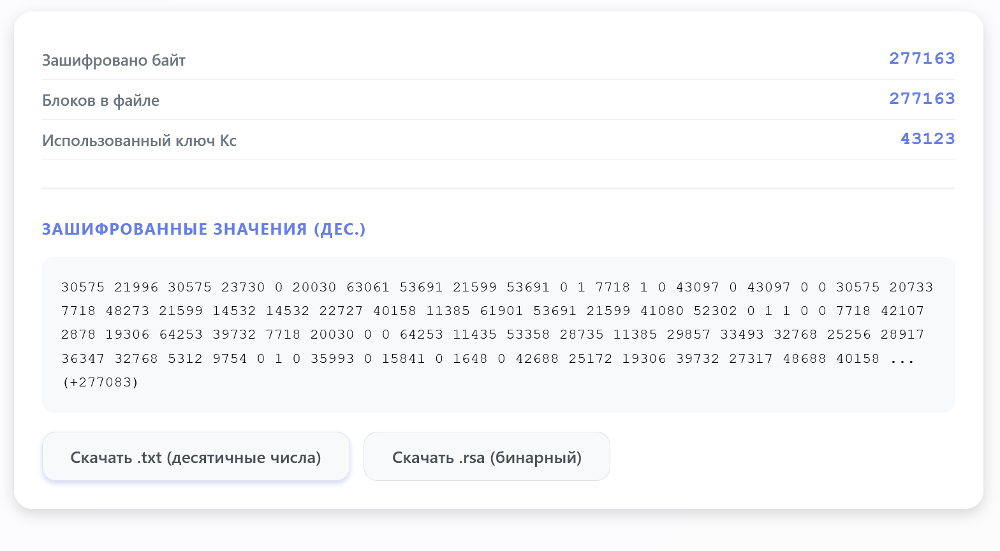 Зашифровано байт 277163
Блоков в файле 277163
Использованный ключ Kc 43123
ЗАШИФРОВАННЫЕ ЗНАЧЕНИЯ (ДЕС.)
30575 21996 30575 23730 0 20030 63061 53691 21599 53691 0 1 7718 1 0 43097 0 43097 0 0 30575 20733
7718 48273 21599 14532 14532 22727 40158 11385 61901 53691 21599 41080 52302 0 1 1 0 0 7718 42107
2878 19306 64253 39732 7718 20030 0 0 64253 11435 53358 28735 11385 29857 33493 32768 25256 28917
36347 32768 5312 9754 0 1 0 35993 0 15841 0 1648 0 42688 25172 19306 39732 27317 48688 40158 ...
(+277083)
Скачать .txt (десятичные числа) Скачать .rsa (бинарный)